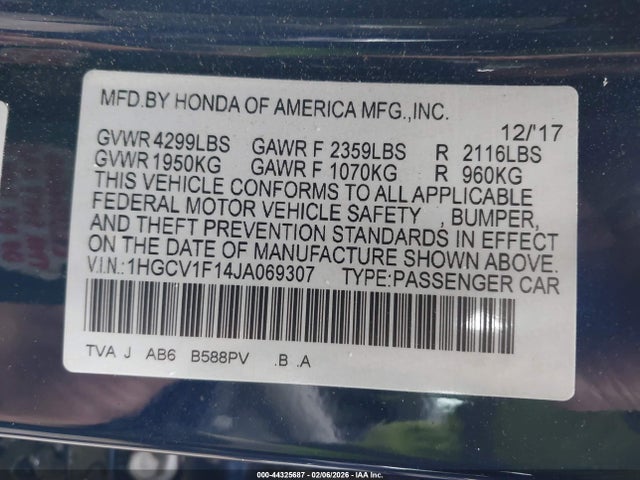 MFD.BY HONDA OF AMERICA MFG.,INC.
12/'17
GVWR 4299LBS GAWR F 2359LBS R 2116LBS
GVWR 1950KG GAWR F 1070KG R 960KG
THIS VEHICLE CONFORMS TO ALL APPLICABLE
FEDERAL MOTOR VEHICLE SAFETY , BUMPER,
AND THEFT PREVENTION STANDARDS IN EFFECT
ON THE DATE OF MANUFACTURE SHOWN ABOVE.
V.I.N.: 1HGCV1F14JA069307 TYPE:PASSENGER CAR
TVA J AB6 B588PV .B .A
000-44325687 - 02/06/2026 - IAA Inc.